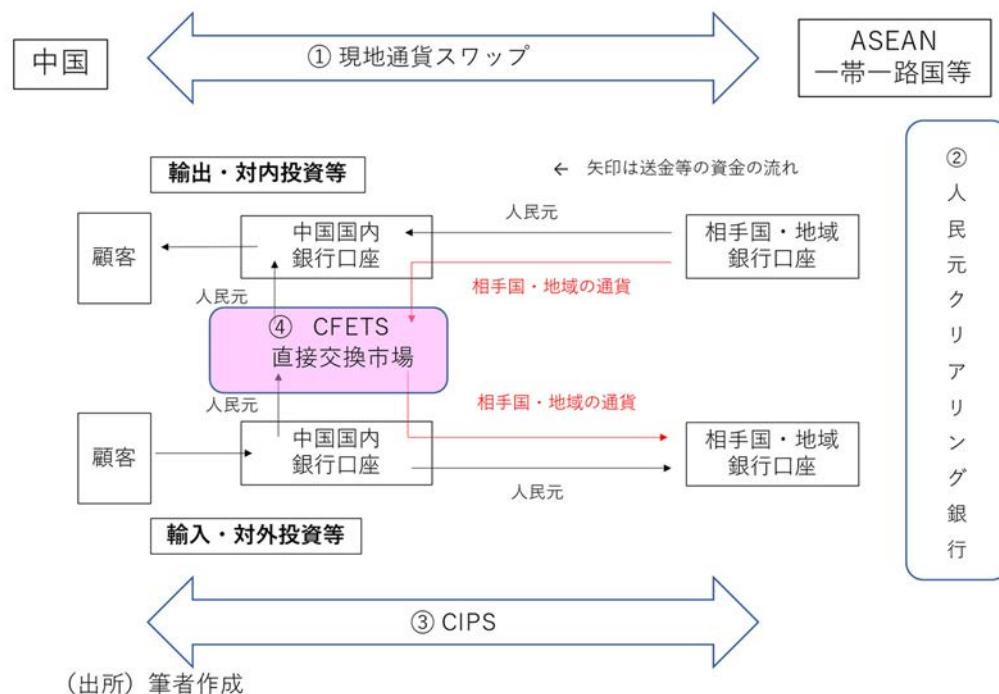 ① 現地通貨スワップ
中国
ASEAN
一帯一路国等
輸出・対内投資等
← 矢印は送金等の資金の流れ
②人民元クリアリング銀行
人民元
顧客
中国国内
銀行口座
相手国・地域
銀行口座
相手国・地域の通貨
人民元
④ CFETS
直接交換市場
人民元
相手国・地域の通貨
顧客
中国国内
銀行口座
相手国・地域
銀行口座
人民元
輸入・対外投資等
③ CIPS
（出所）筆者作成